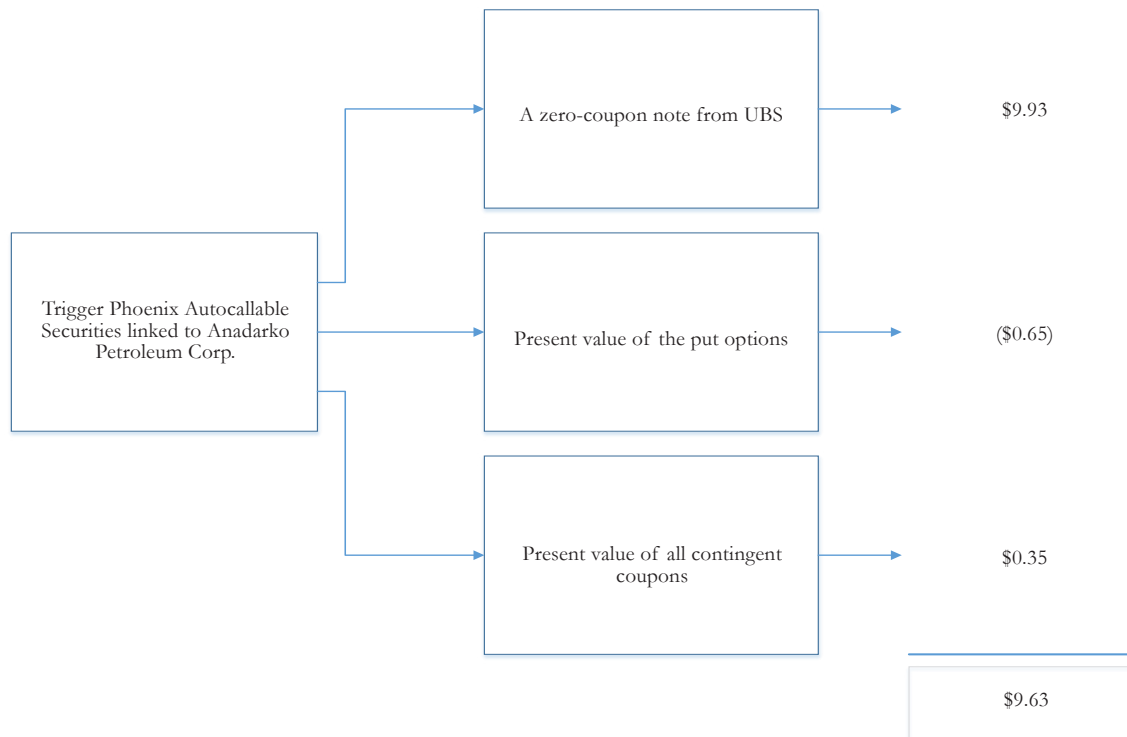 A zero-coupon note from UBS
$9.93
Trigger Phoenix Autocallable
Securities linked to Anadarko
Petroleum Corp.
Present value of the put options
($0.65)
Present value of all contingent
coupons
$0.35
$9.63